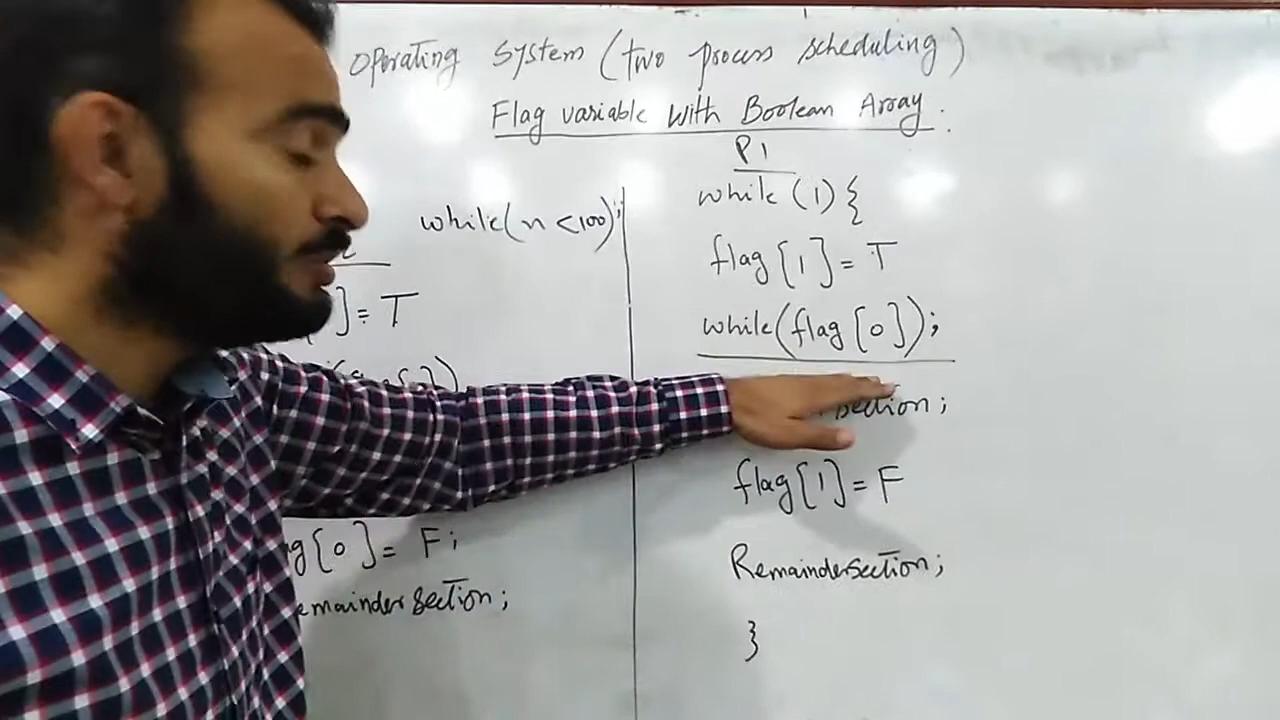 Operating System (two process scheduling)
Flag variable With Boolean Array.
while(n<100);
]= T
[0]= F;
section;
P1
while (1) {
flag [1]= T
while(flag[0]);
section;
flag[1]= F
Remaindersection;
}